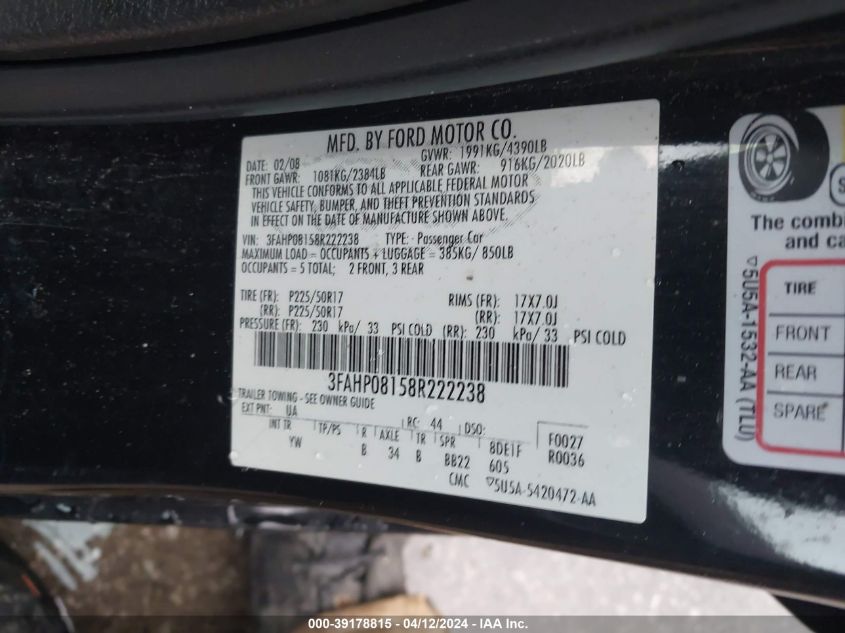 MFD. BY FORD MOTOR CO.
DATE: 02/08 GVWR: 1991KG/4390LB
FRONT GAWR: 1081KG/2384LB REAR GAWR: 916KG/2020LB
THIS VEHICLE CONFORMS TO ALL APPLICABLE FEDERAL MOTOR
VEHICLE SAFETY, BUMPER, AND THEFT PREVENTION STANDARDS
IN EFFECT ON THE DATE OF MANUFACTURE SHOWN ABOVE.
VIN: 3FAHP08158R222238 TYPE: Passenger Car
MAXIMUM LOAD = OCCUPANTS + LUGGAGE = 385KG/ 850LB
OCCUPANTS = 5 TOTAL; 2 FRONT, 3 REAR
TIRE (FR): P225/50R17 RIMS (FR): 17X7.0J
(RR): P225/50R17 (RR): 17X7.0J
PRESSURE (FR): 230 kPa/ 33 PSI COLD (RR): 230 kPa/ 33 PSI COLD
3FAHP08158R222238
TRAILER TOWING - SEE OWNER GUIDE
EXT PNT: UA RC: 44 DSO:
INT TR TP/PS R AXLE TR SPR 8DE1F F0027
YW B 34 B BB22 605 R0036
CMC ▽5U5A-5420472-AA
▽5U5A-1532-AA (TLU)
The combi
and ca
TIRE
FRONT
REAR
SPARE
000-39178815 - 04/12/2024 - IAA Inc.